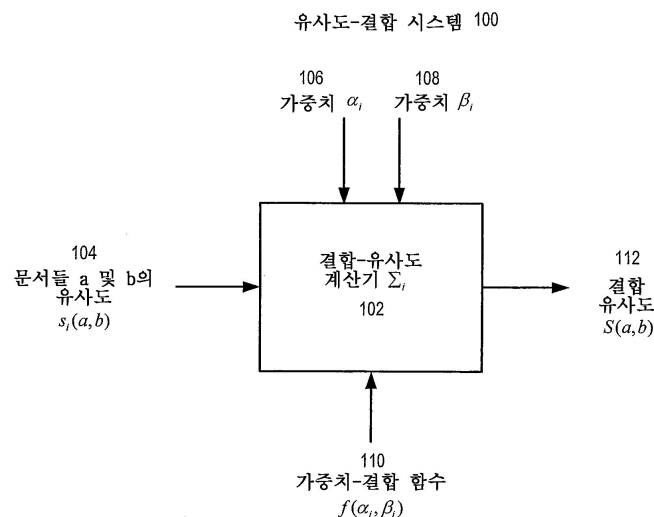 유사도-결합 시스템 100
106
가중치 αᵢ
108
가중치 βᵢ
104
문서들 a 및 b의
유사도
sᵢ(a,b)
결합-유사도
계산기 Σᵢ
102
112
결합
유사도
S(a,b)
110
가중치-결합 함수
f(αᵢ,βᵢ)